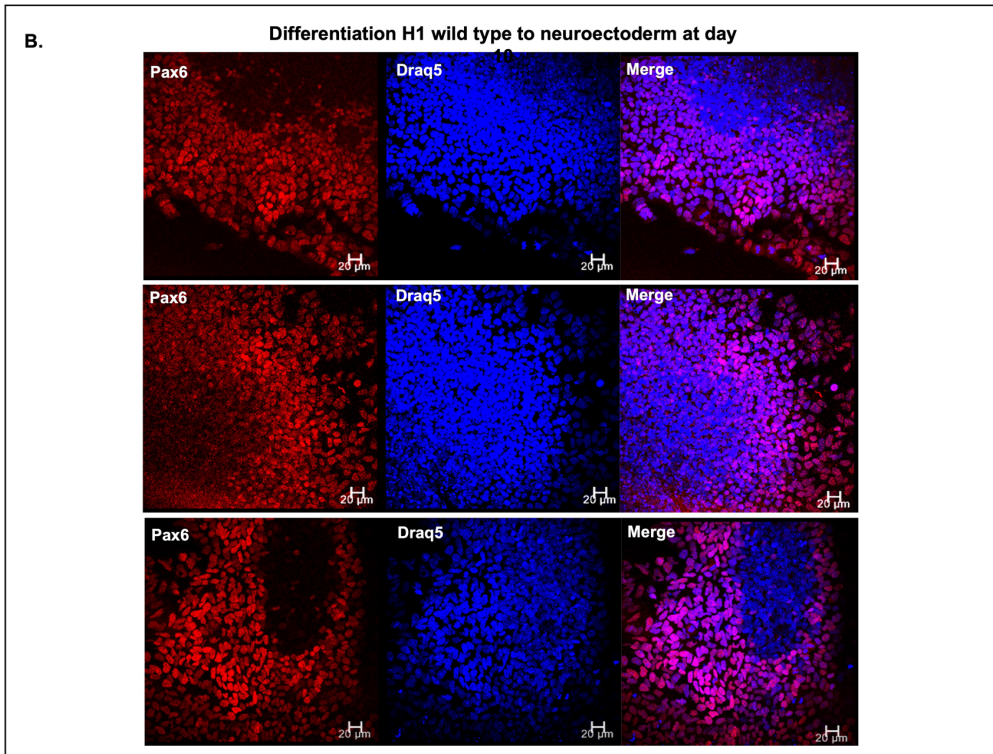 B.
Differentiation H1 wild type to neuroectoderm at day
10
Pax6 Draq5 Merge
20 µm 20 µm 20 µm
Pax6 Draq5 Merge
20 µm 20 µm 20 µm
Pax6 Draq5 Merge
20 µm 20 µm 20 µm